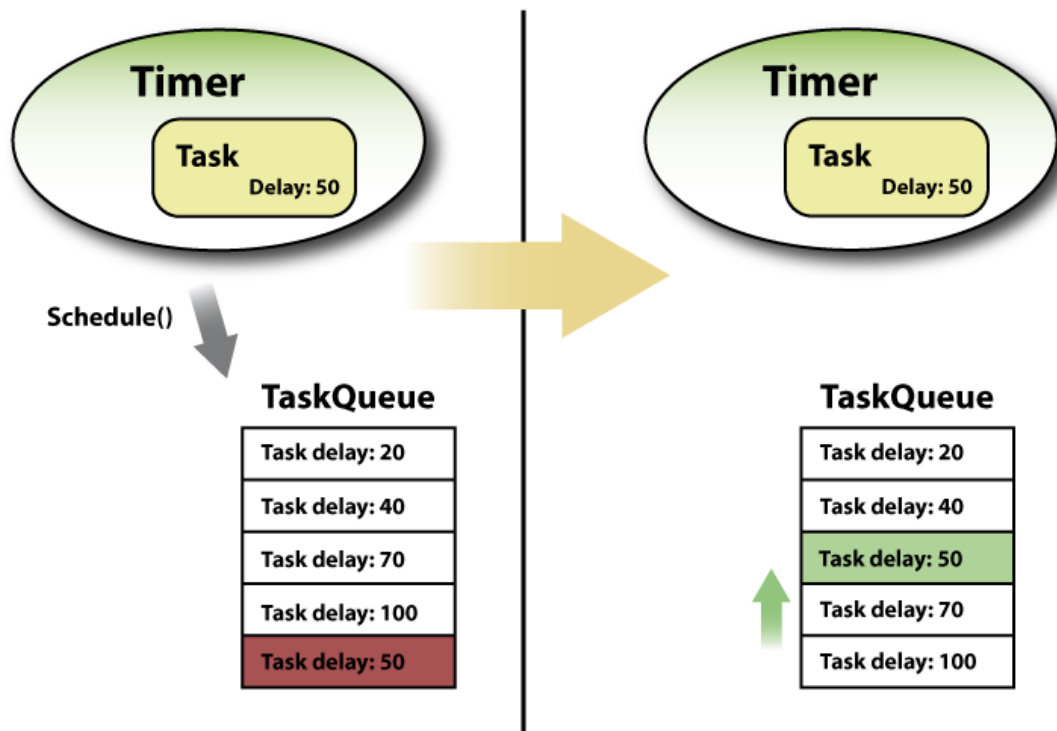 Timer
Task
Delay: 50
Schedule()
TaskQueue
Task delay: 20
Task delay: 40
Task delay: 70
Task delay: 100
Task delay: 50
Timer
Task
Delay: 50
TaskQueue
Task delay: 20
Task delay: 40
Task delay: 50
Task delay: 70
Task delay: 100